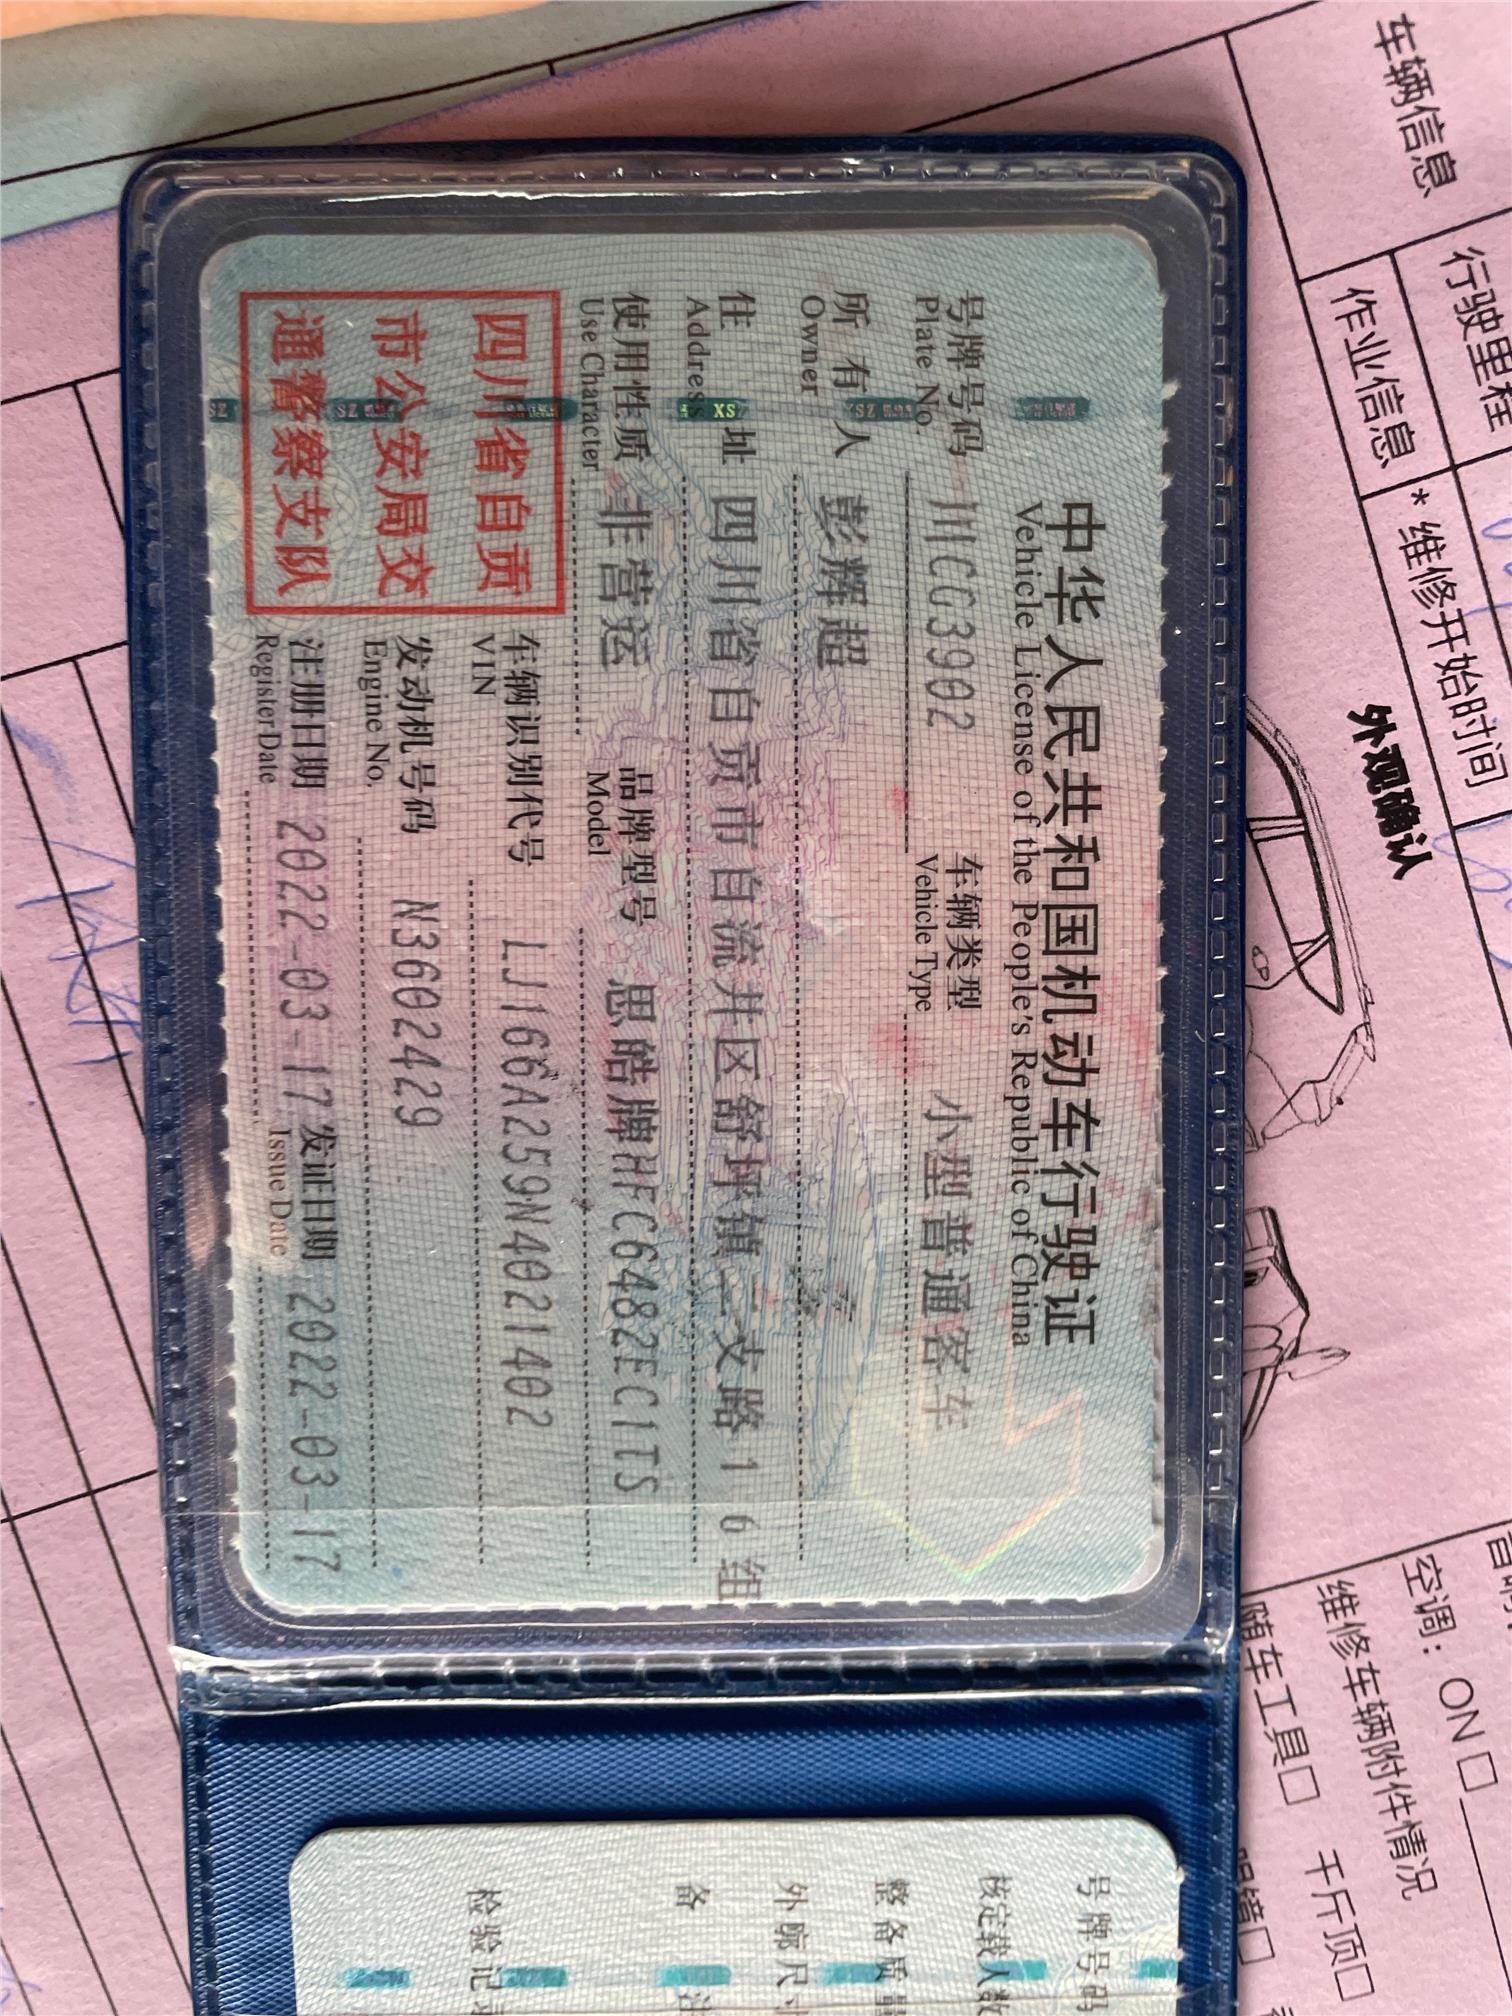 中华人民共和国机动车行驶证
Vehicle License of the People's Republic of China
号牌号码 川CG3902 车辆类型 小型普通客车
Plate No. Vehicle Type
所有人 彭辉超
Owner
住址 四川省自贡市自流井区舒坪镇二文路16组
Address
使用性质 非营运 品牌型号 思皓牌HFC6482ECITS
Use Character Model
四川省自贡
市公安局交
通警察支队
车辆识别代号 LJ166A259N4021402
VIN
发动机号码 N3602429
Engine No.
注册日期 2022-03-17 发证日期 2022-03-17
Register Date Issue Date
号牌号码
核定载人数
整备质量
外廓尺
备
检验记
车辆信息
行驶里程
作业信息
*维修开始时间
外观确认
空调: ON □
维修车辆附件情况
随车工具□ 千斤顶□